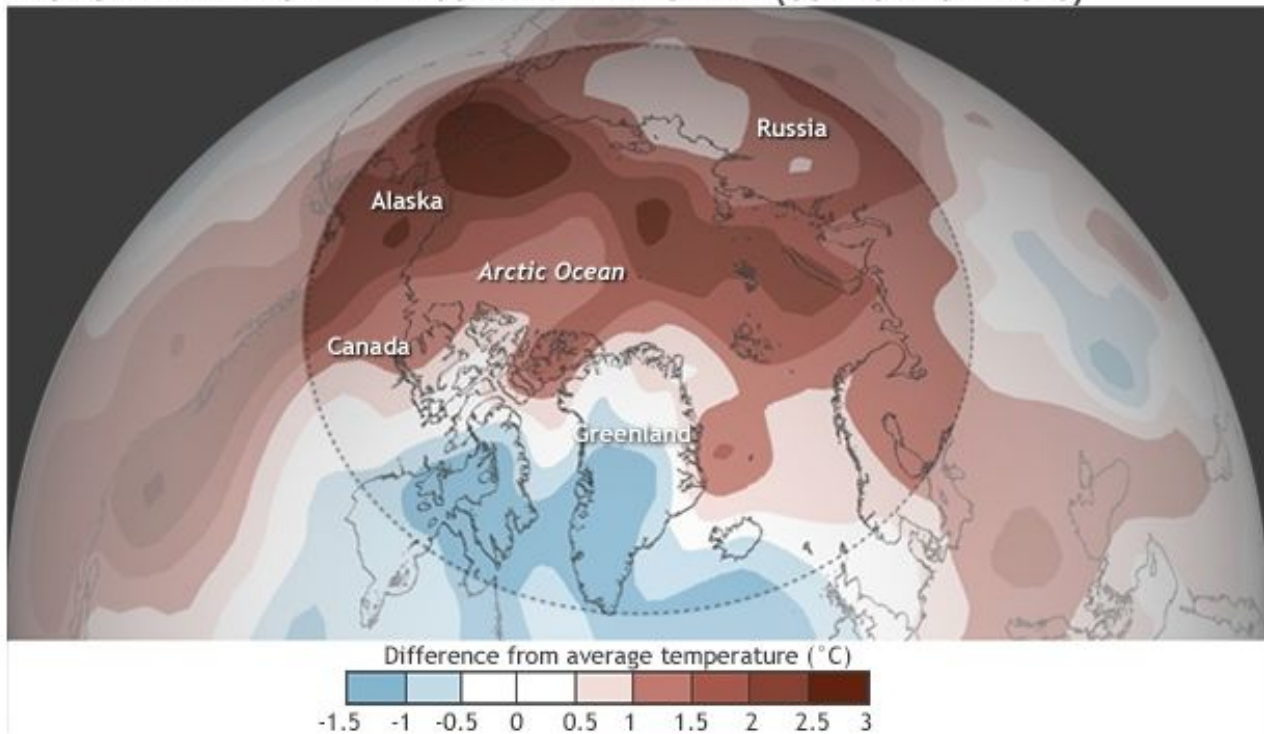 Russia
Alaska
Arctic Ocean
Canada
Greenland
Difference from average temperature (°C)
-1.5 -1 -0.5 0 0.5 1 1.5 2 2.5 3